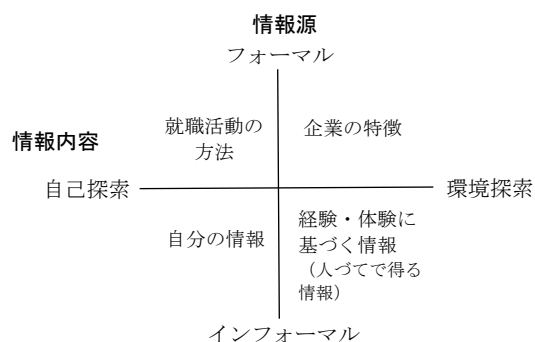 情報源
フォーマル
就職活動の
方法
企業の特徴
情報内容
自己探索
環境探索
自分の情報
経験・体験に
基づく情報
（人づてで得る
情報）
インフォーマル